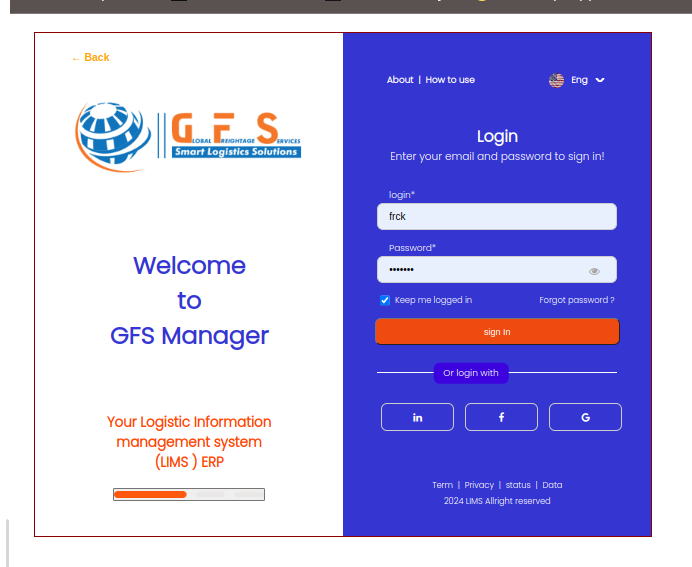 ← Back
GFS
GLOBAL FREIGHTAGE SERVICES
Smart Logistics Solutions
Welcome
to
GFS Manager
Your Logistic Information
management system
(LIMS ) ERP
About | How to use
Eng
Login
Enter your email and password to sign in!
login*
frck
Password*
•••••••
Keep me logged in
Forgot password ?
sign In
Or login with
in
f
G
Term | Privacy | status | Data
2024 LIMS Allright reserved